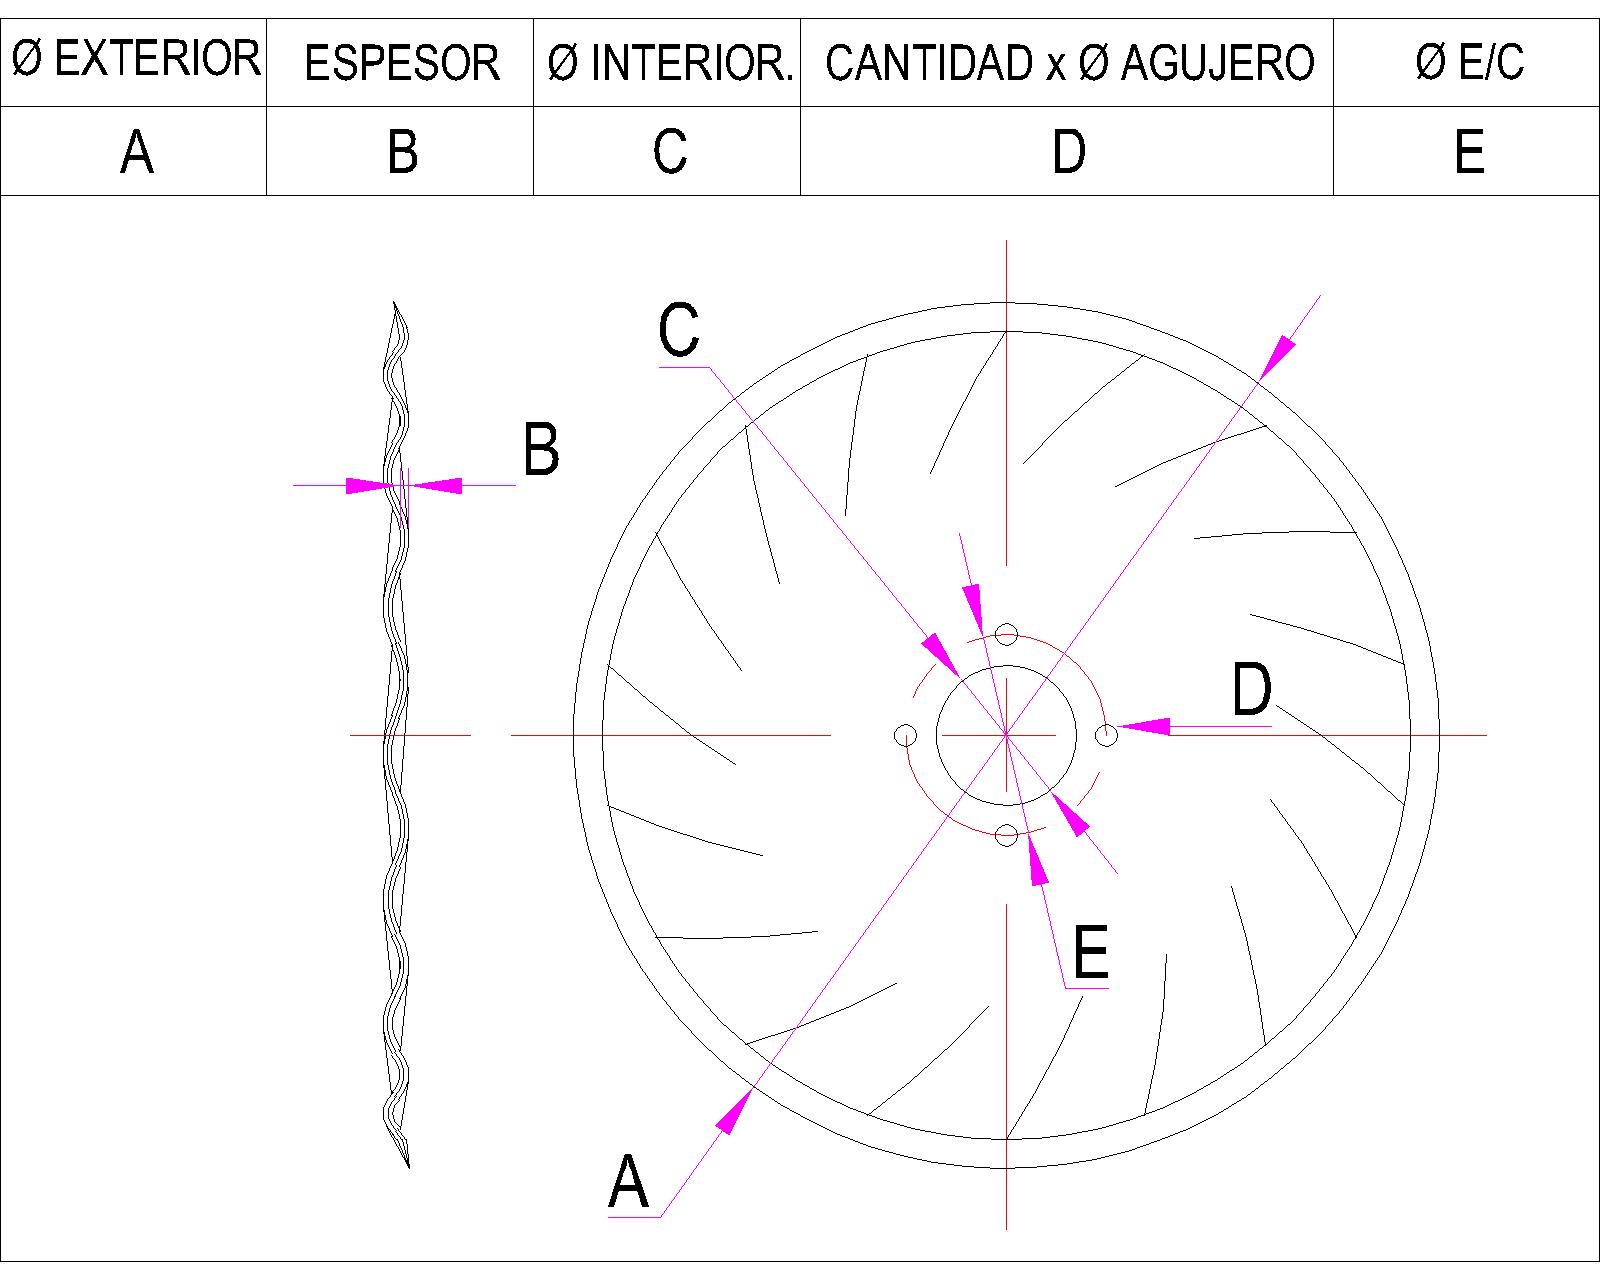 Ø EXTERIOR ESPESOR Ø INTERIOR. CANTIDAD x Ø AGUJERO Ø E/C
A B C D E
C
B
D
E
A